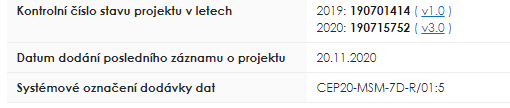 Kontrolní číslo stavu projektu v letech 2019: 190701414 ( v1.0 )
2020: 190715752 ( v3.0 )
Datum dodání posledního záznamu o projektu 20.11.2020
Systémové označení dodávky dat CEP20-MSM-7D-R/01:5